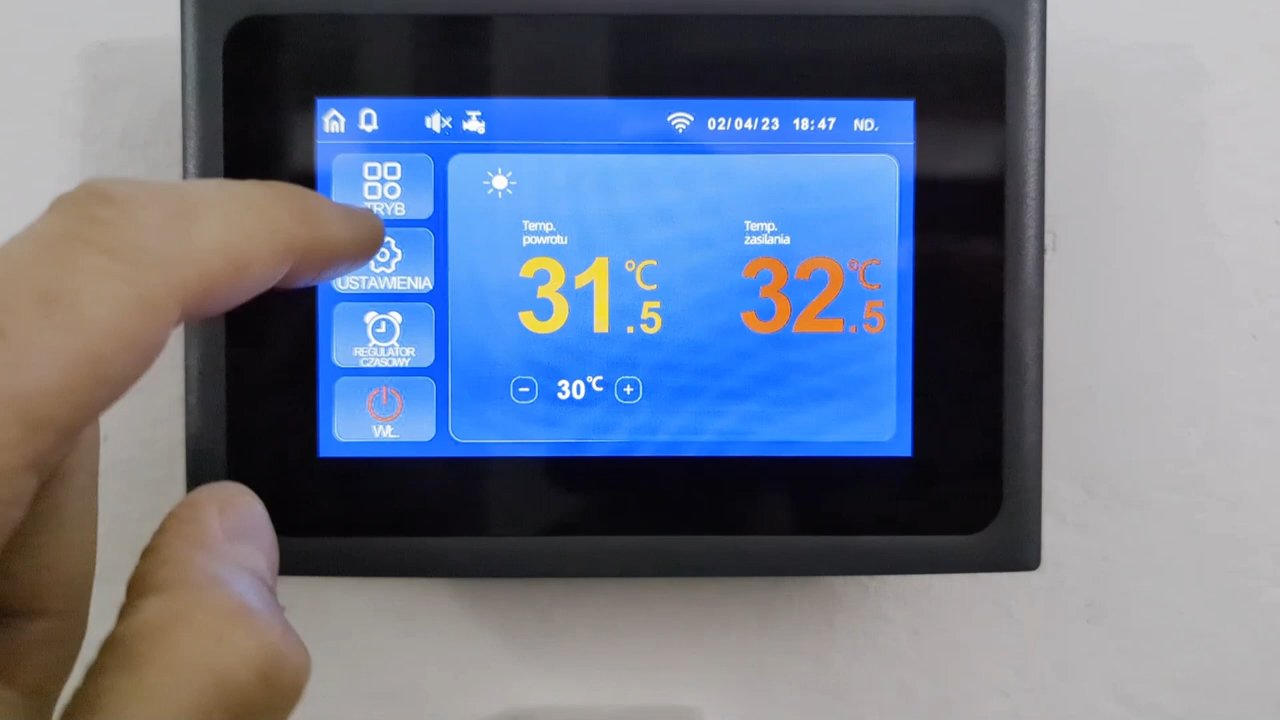 02/04/23 18:47 ND.
TRYB
USTAWIENIA
REGULATOR
CZASOWY
WŁ
Temp.
powrotu
31.5 °C
30°C
Temp.
zasilania
32.5 °C